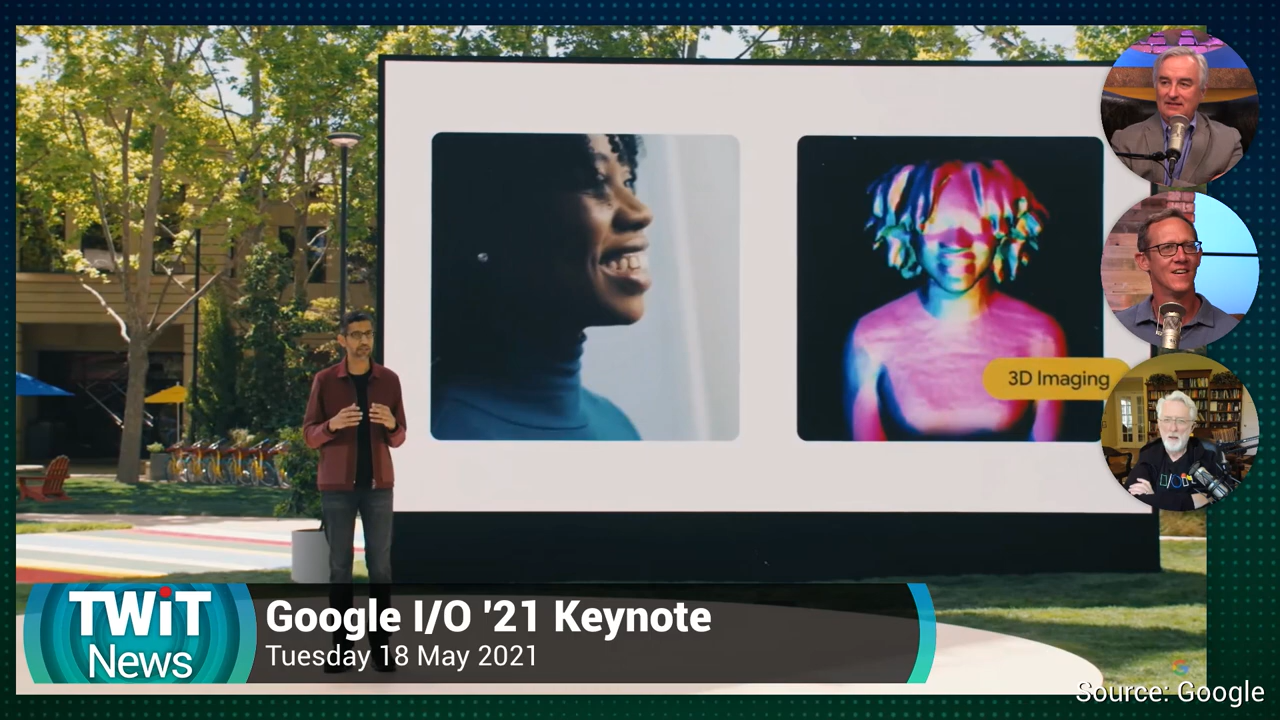 3D Imaging
TWiT
News
Google I/O '21 Keynote
Tuesday 18 May 2021
Source: Google